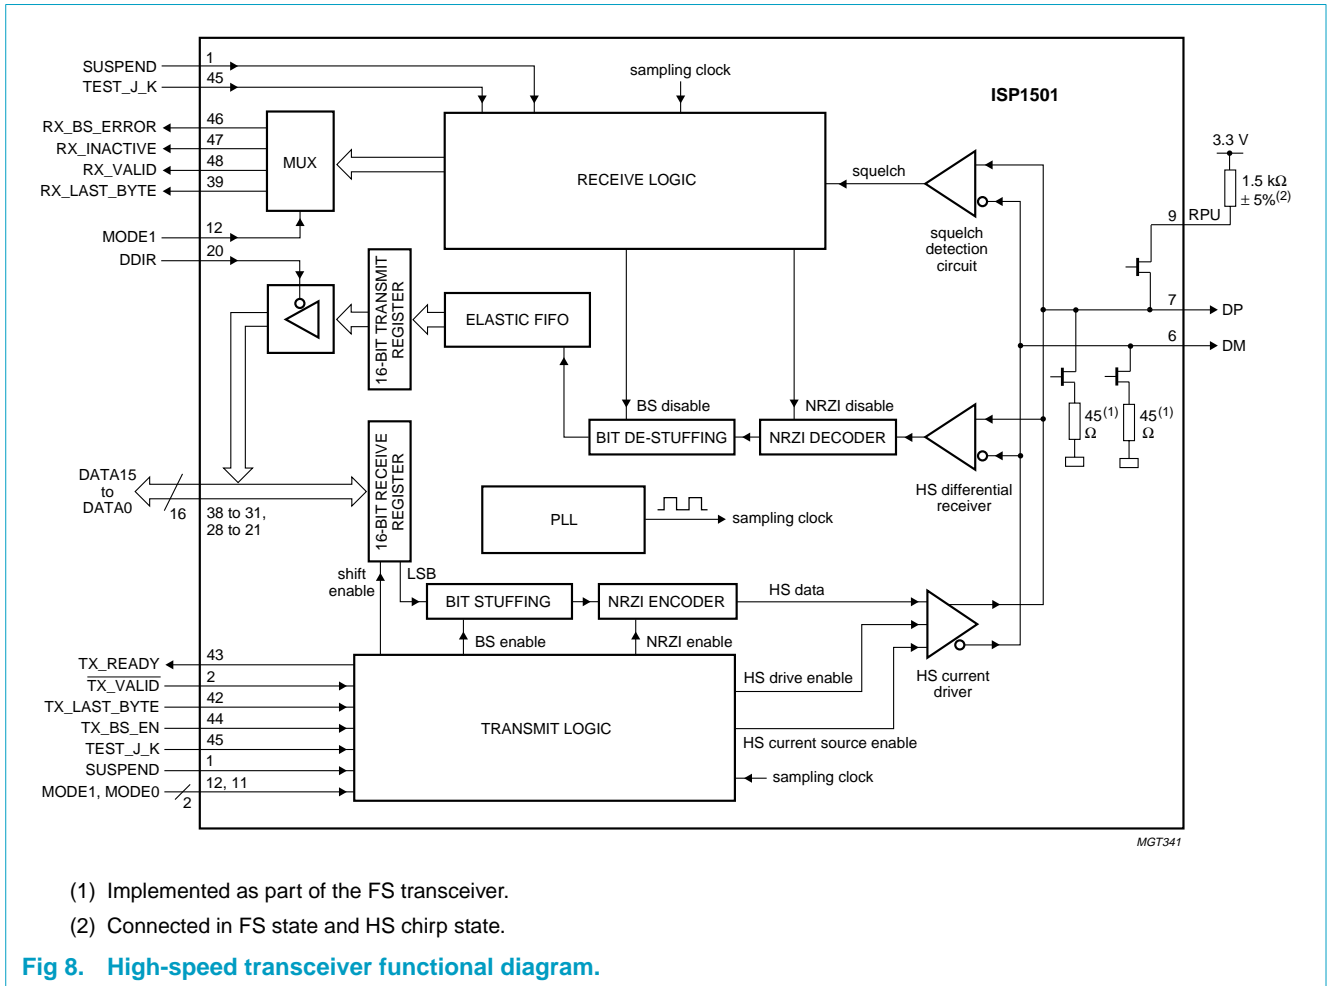 ISP1501
SUSPEND
1
TEST_J_K
45
sampling clock
RX_BS_ERROR
46
RX_INACTIVE
47
RX_VALID
48
RX_LAST_BYTE
39
MUX
RECEIVE LOGIC
squelch
squelch
detection
circuit
3.3 V
1.5 kΩ
± 5%(2)
9
RPU
MODE1
12
DDIR
20
16-BIT TRANSMIT
REGISTER
ELASTIC FIFO
7
DP
6
DM
BS disable
NRZI disable
BIT DE-STUFFING
NRZI DECODER
45(1)
Ω
45(1)
Ω
HS differential
receiver
DATA15
to
DATA0
16
38 to 31,
28 to 21
16-BIT RECEIVE
REGISTER
PLL
sampling clock
shift
enable
LSB
BIT STUFFING
NRZI ENCODER
HS data
BS enable
NRZI enable
HS current
driver
TX_READY
43
TX_VALID
2
TX_LAST_BYTE
42
TX_BS_EN
44
TEST_J_K
45
SUSPEND
1
MODE1, MODE0
2
12, 11
TRANSMIT LOGIC
HS drive enable
HS current source enable
sampling clock
MGT341
(1) Implemented as part of the FS transceiver.
(2) Connected in FS state and HS chirp state.
Fig 8. High-speed transceiver functional diagram.